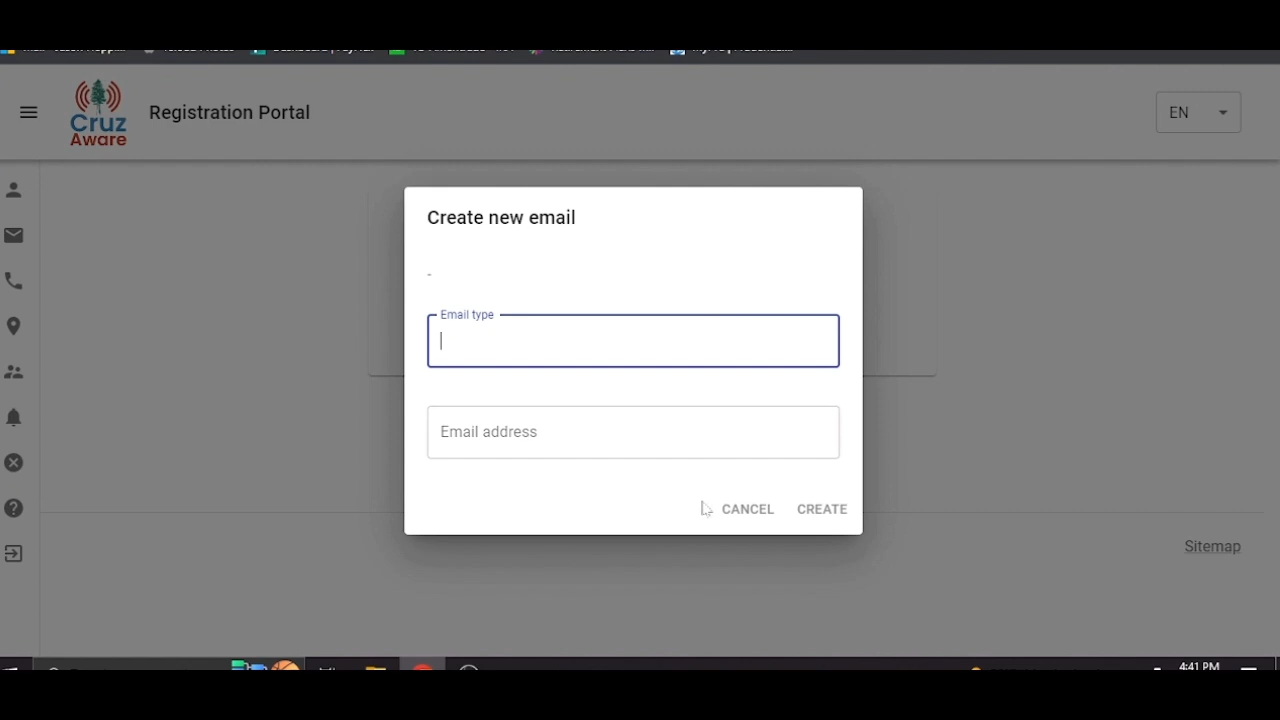 Cruz
Aware
Registration Portal
EN
Create new email
-
Email type
Email address
CANCEL
CREATE
Sitemap
4:41 PM